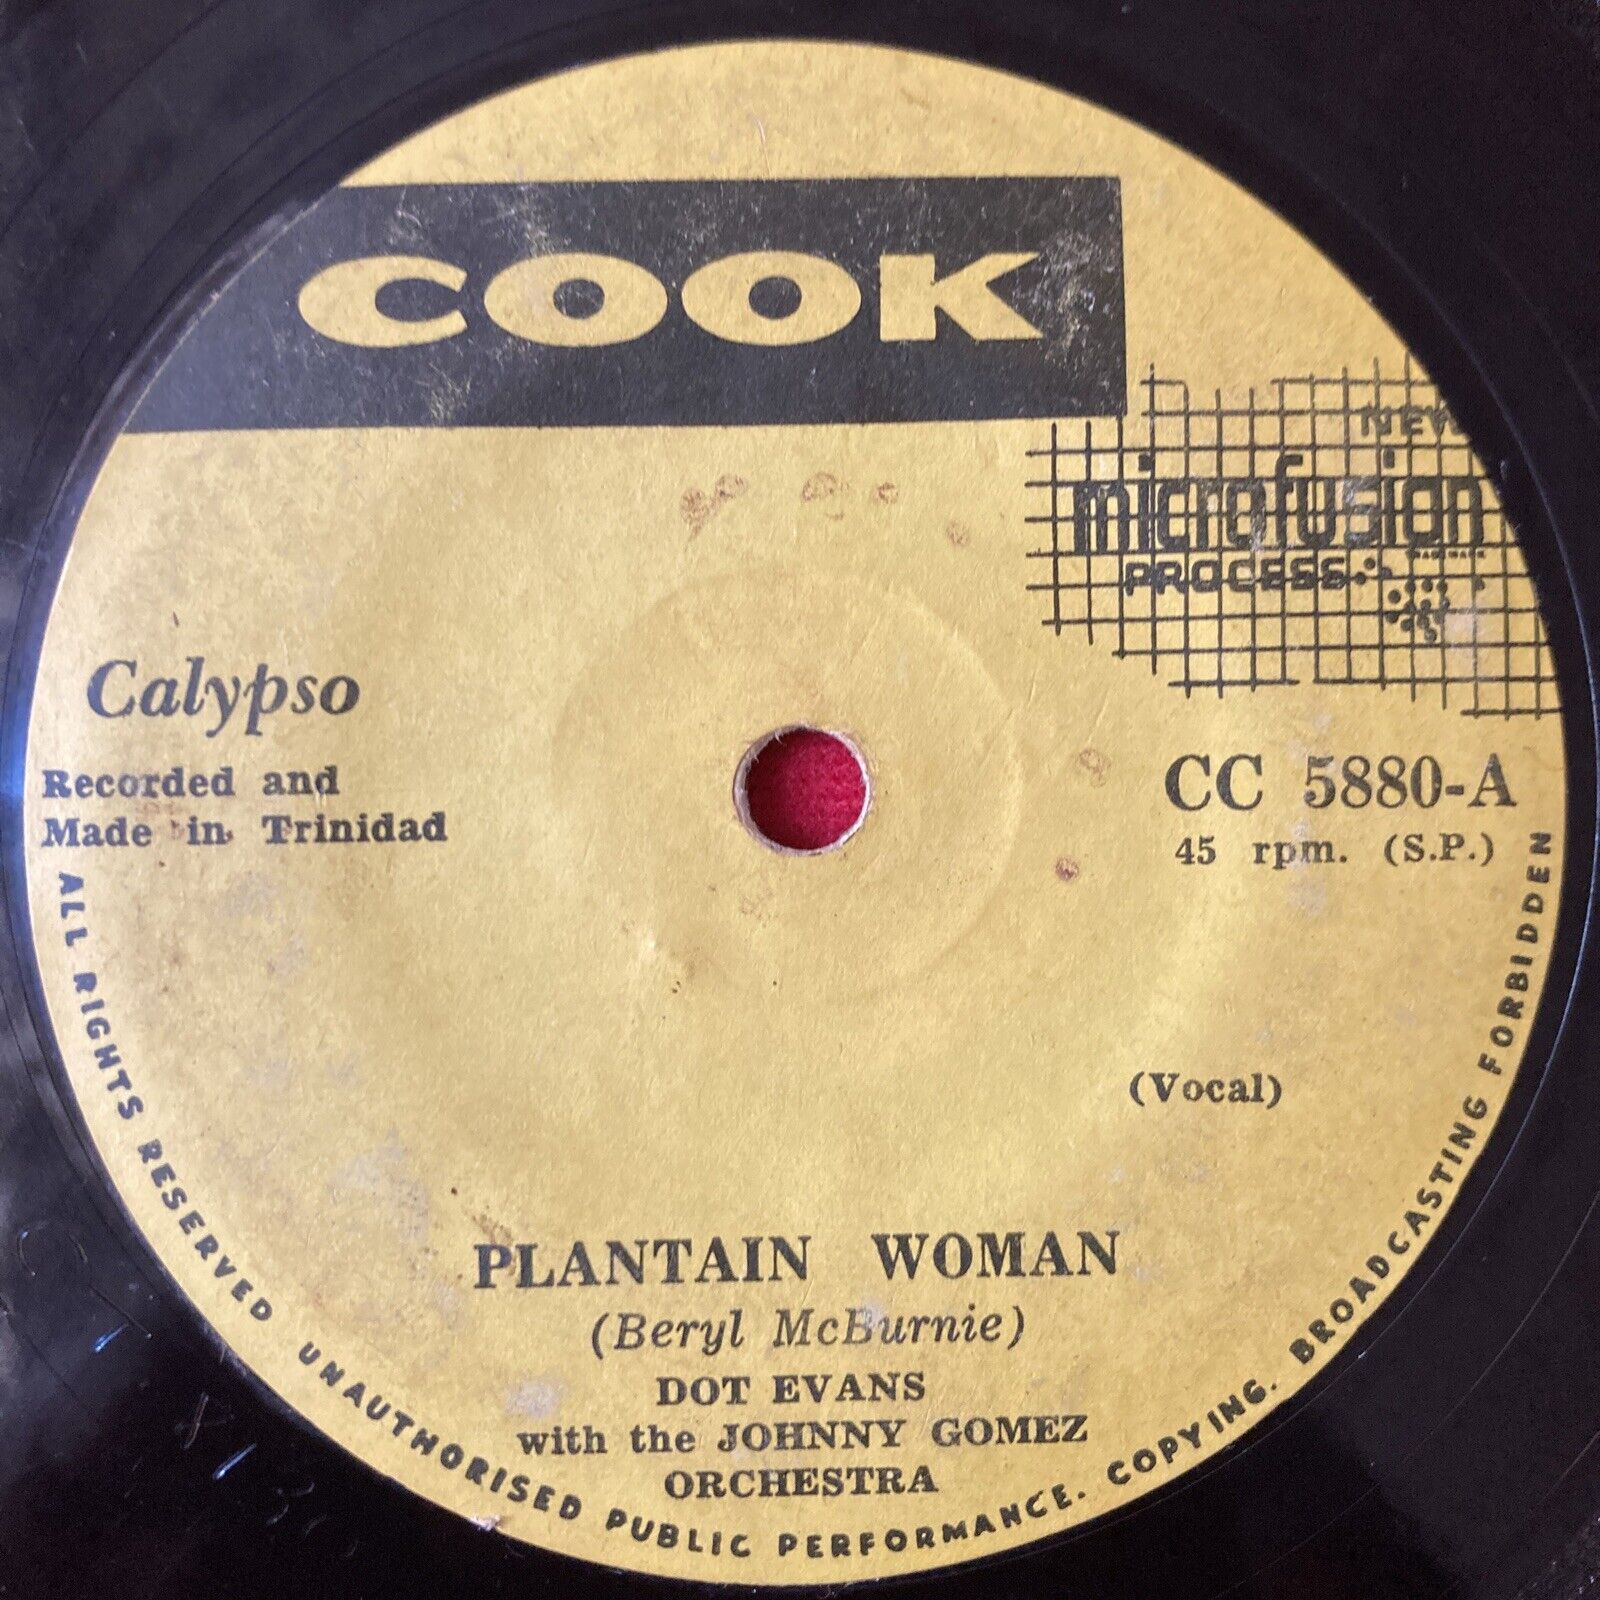 COOK
NEW
microfusion
TRADEMARK
PROCESS
Calypso
Recorded and
Made in Trinidad
CC 5880-A
45 rpm. (S.P.)
(Vocal)
PLANTAIN WOMAN
(Beryl McBurnie)
DOT EVANS
with the JOHNNY GOMEZ
ORCHESTRA
ALL RIGHTS RESERVED UNAUTHORISED PUBLIC PERFORMANCE. COPYING. BROADCASTING FORBIDDEN